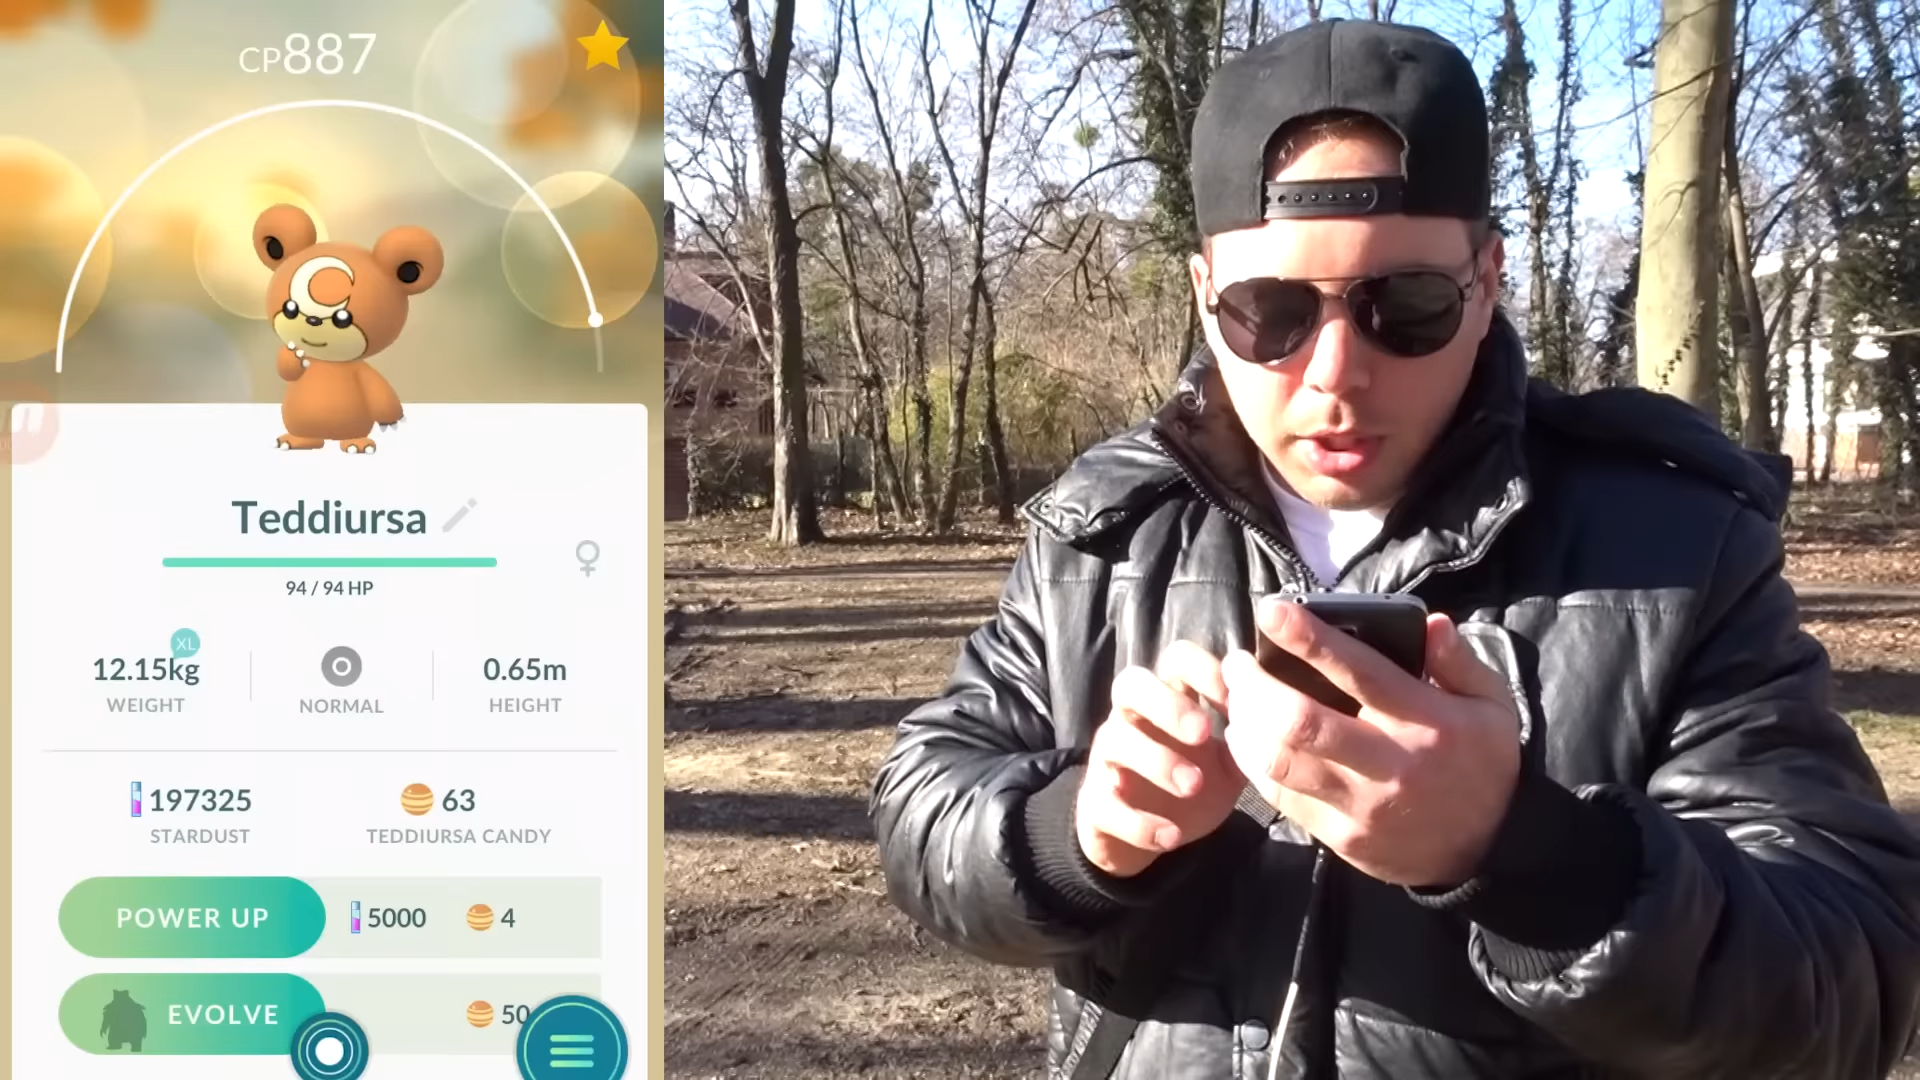 CP887
Teddiursa
94 / 94 HP
XL
12.15kg
WEIGHT
NORMAL
0.65m
HEIGHT
197325
STARDUST
63
TEDDIURSA CANDY
POWER UP
5000
4
EVOLVE
50